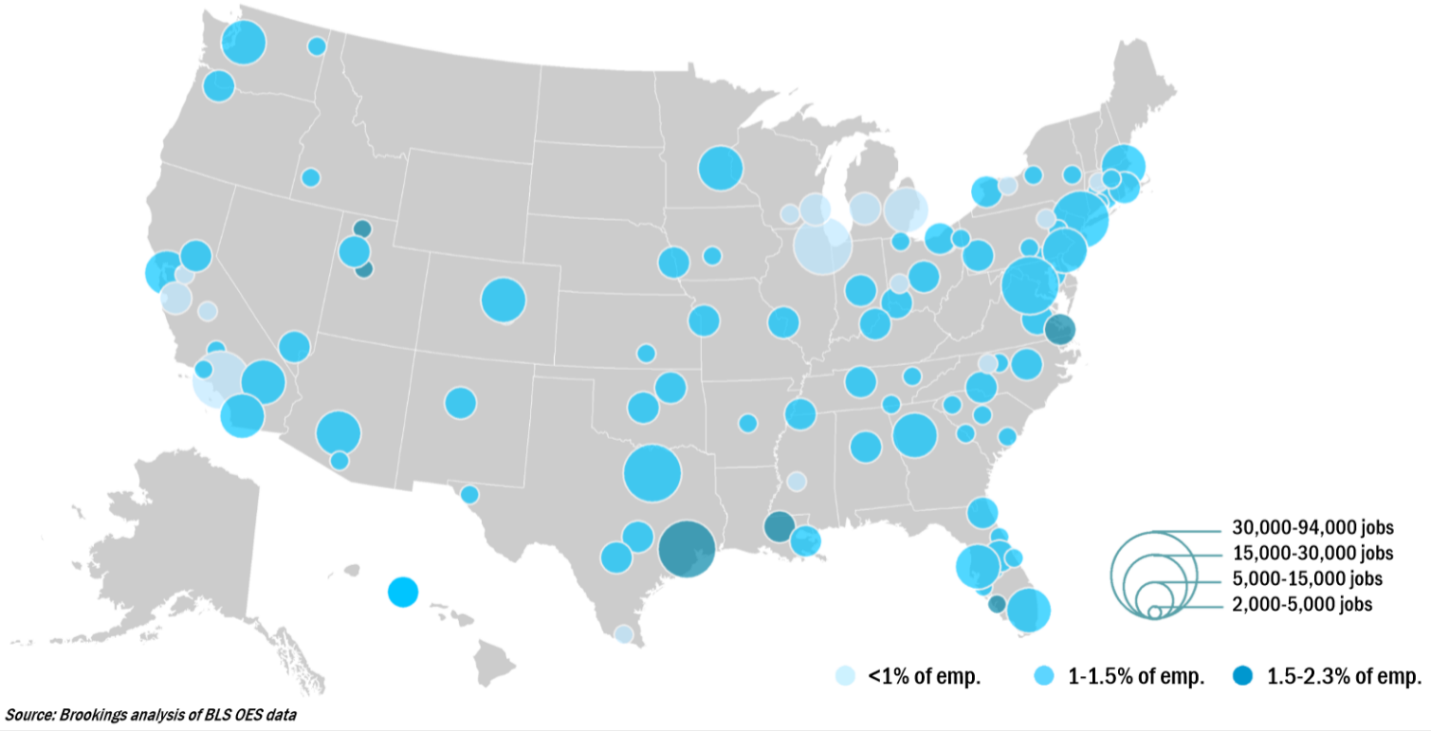 30,000-94,000 jobs
15,000-30,000 jobs
5,000-15,000 jobs
2,000-5,000 jobs
<1% of emp.
1-1.5% of emp.
1.5-2.3% of emp.
Source: Brookings analysis of BLS OES data